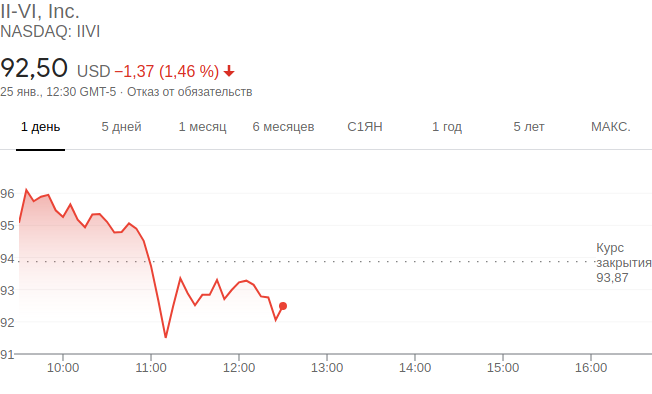 II-VI, Inc.
NASDAQ: IIVI
92,50 USD −1,37 (1,46 %)
25 янв., 12:30 GMT-5 · Отказ от обязательств
1 день 5 дней 1 месяц 6 месяцев С1ЯН 1 год 5 лет МАКС.
96
95
94
93
92
91
Курс
закрытия
93,87
10:00 11:00 12:00 13:00 14:00 15:00 16:00